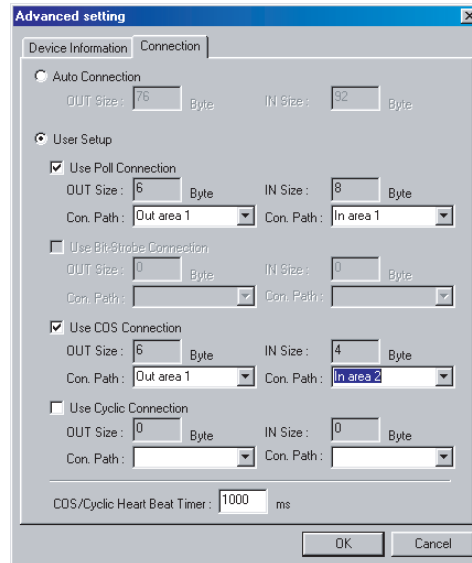 Advanced setting
Device Information Connection
Auto Connection
OUT Size : 76 Byte IN Size : 92 Byte
User Setup
Use Poll Connection
OUT Size : 6 Byte IN Size : 8 Byte
Con. Path : Out area 1 Con. Path : In area 1
Use Bit-Strobe Connection
OUT Size : 0 Byte IN Size : 0 Byte
Con. Path : Con. Path :
Use COS Connection
OUT Size : 6 Byte IN Size : 4 Byte
Con. Path : Out area 1 Con. Path : In area 2
Use Cyclic Connection
OUT Size : 0 Byte IN Size : 0 Byte
Con. Path : Con. Path :
COS/Cyclic Heart Beat Timer : 1000 ms
OK Cancel